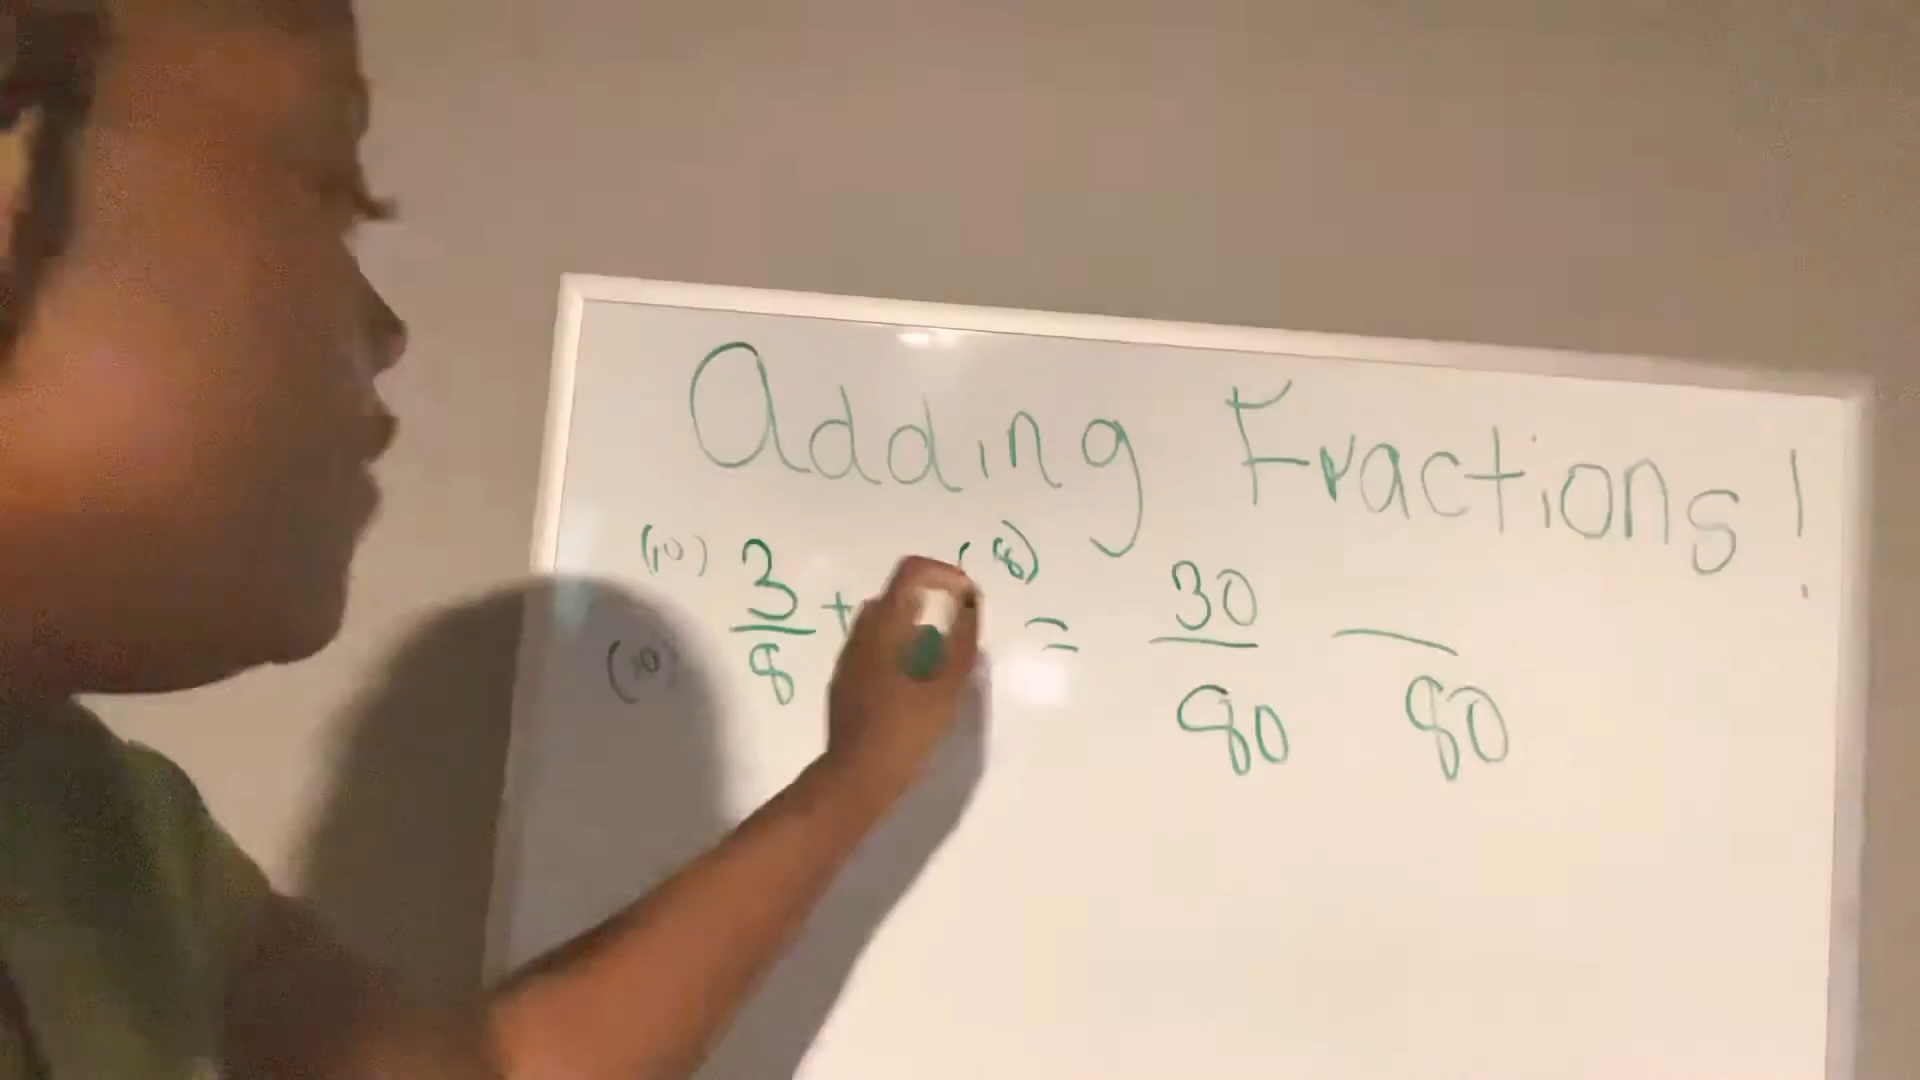 Adding Fractions!
(10) 3 + (8) = 30
(10) 8 80 80